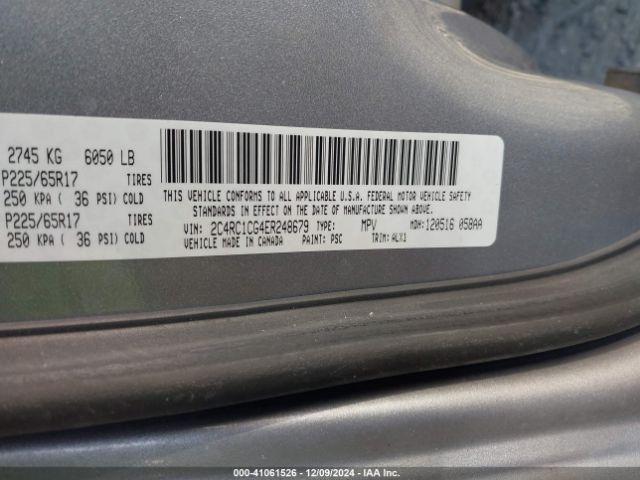 2745 KG 6050 LB
P225/65R17 TIRES
250 KPA ( 36 PSI) COLD
P225/65R17 TIRES
250 KPA ( 36 PSI) COLD
THIS VEHICLE CONFORMS TO ALL APPLICABLE U.S.A. FEDERAL MOTOR VEHICLE SAFETY
STANDARDS IN EFFECT ON THE DATE OF MANUFACTURE SHOWN ABOVE.
VIN: 2C4RC1CG4ER248679 TYPE: MPV MDH: 120516 058AA
VEHICLE MADE IN CANADA PAINT: PSC TRIM: ALX1
000-41061526 - 12/09/2024 - IAA Inc.